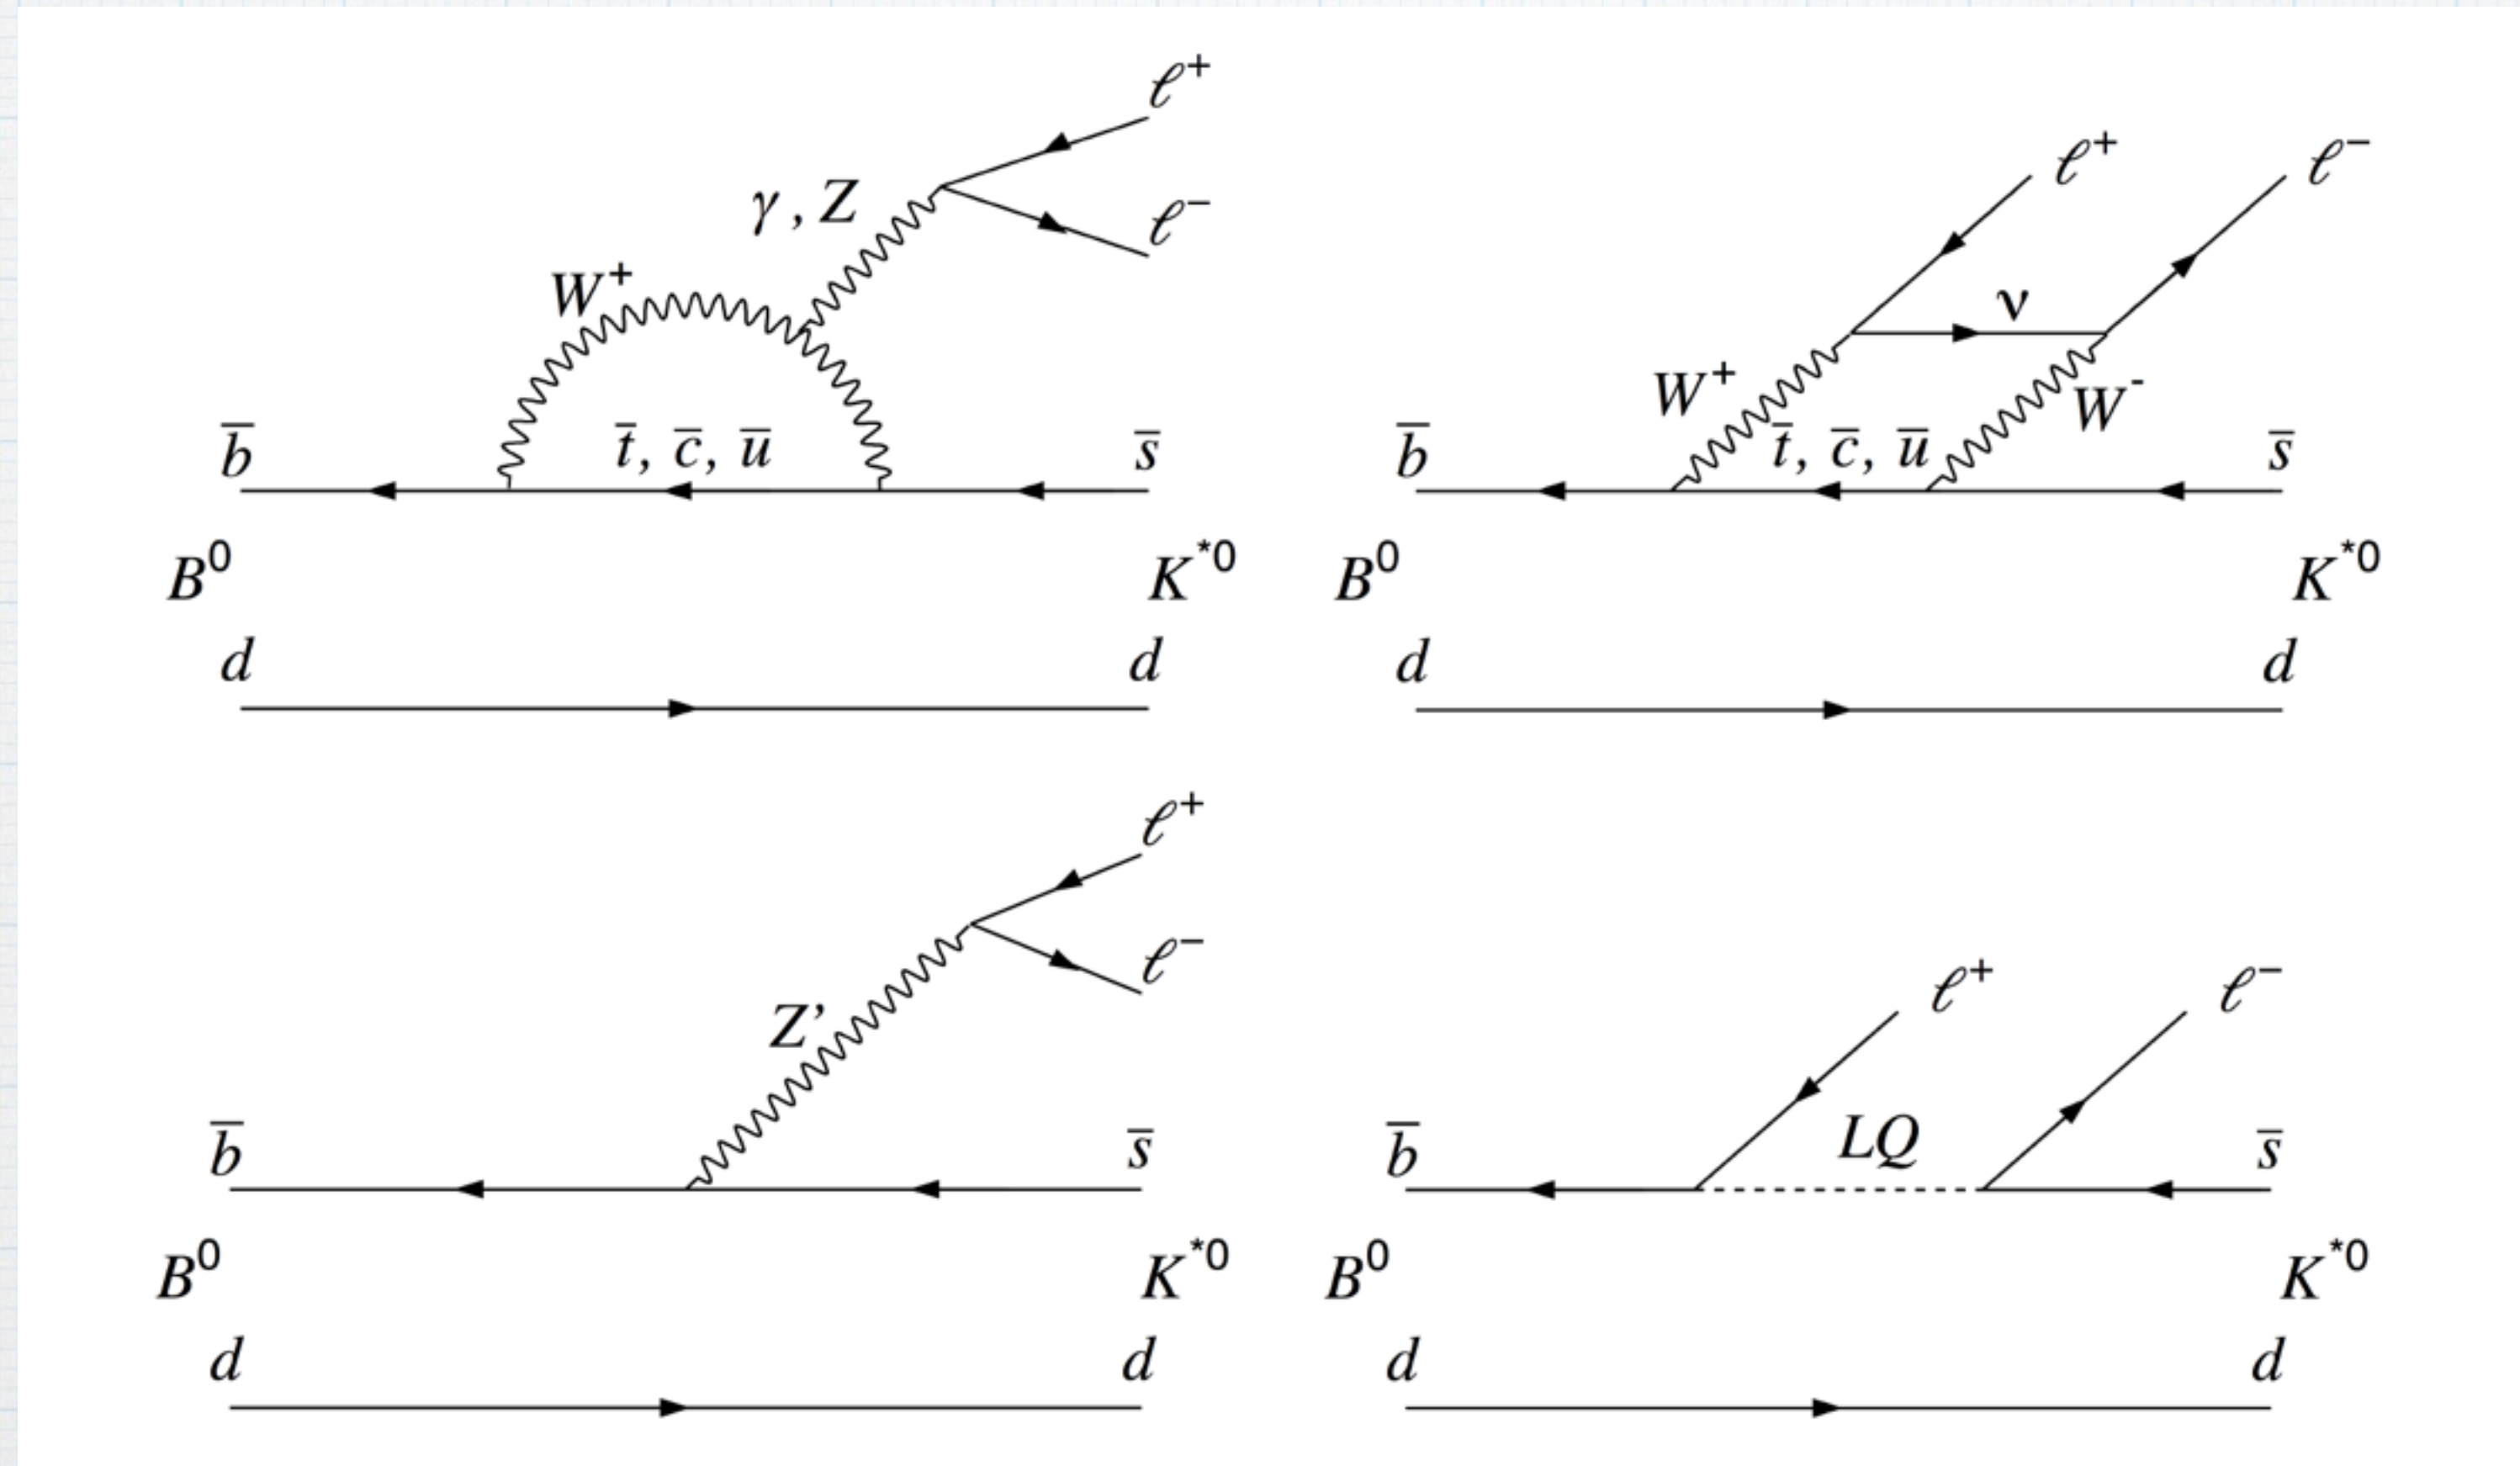 ℓ⁺
γ , Z
ℓ⁻
W⁺
b̄
t̄, c̄, ū
s̄
B⁰
K*⁰
d
d
ℓ⁺
ℓ⁻
ν
W⁺
W⁻
b̄
t̄, c̄, ū
s̄
B⁰
K*⁰
d
d
ℓ⁺
ℓ⁻
Z’
b̄
s̄
B⁰
K*⁰
d
d
ℓ⁺
ℓ⁻
LQ
b̄
s̄
B⁰
K*⁰
d
d